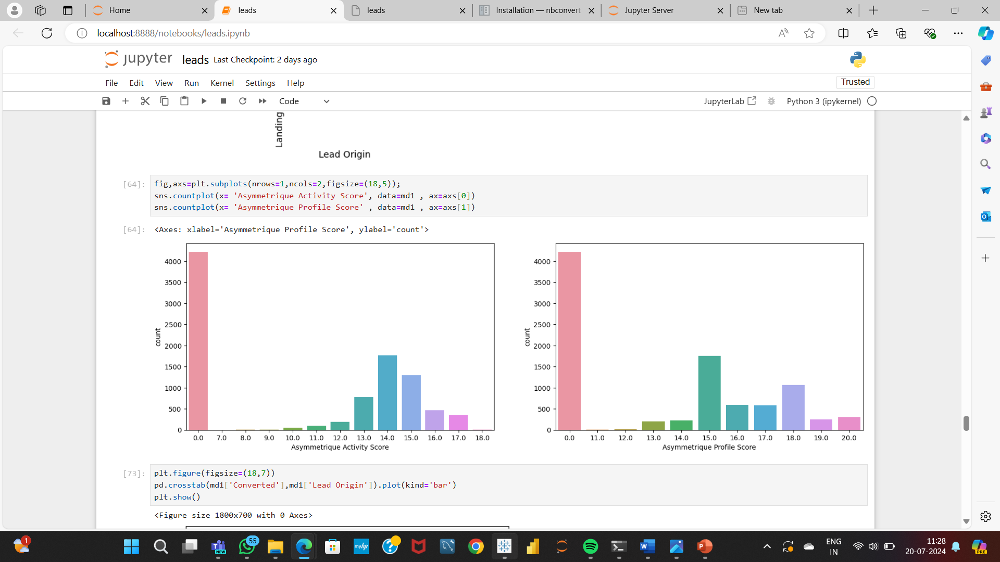 Home
leads
leads
Installation — nbconvert
Jupyter Server
New tab
localhost:8888/notebooks/leads.ipynb
jupyter leads Last Checkpoint: 2 days ago
File Edit View Run Kernel Settings Help
Trusted
Code
JupyterLab
Python 3 (ipykernel)
Landing
Lead Origin
[64]:
fig,axs=plt.subplots(nrows=1,ncols=2,figsize=(18,5));
sns.countplot(x= 'Asymmetrique Activity Score', data=md1 , ax=axs[0])
sns.countplot(x= 'Asymmetrique Profile Score' , data=md1 , ax=axs[1])
[64]:
<Axes: xlabel='Asymmetrique Profile Score', ylabel='count'>
4000
3500
3000
2500
2000
1500
1000
500
0
count
0.0 7.0 8.0 9.0 10.0 11.0 12.0 13.0 14.0 15.0 16.0 17.0 18.0
Asymmetrique Activity Score
4000
3500
3000
2500
2000
1500
1000
500
0
count
0.0 11.0 12.0 13.0 14.0 15.0 16.0 17.0 18.0 19.0 20.0
Asymmetrique Profile Score
[73]:
plt.figure(figsize=(18,7))
pd.crosstab(md1['Converted'],md1['Lead Origin']).plot(kind='bar')
plt.show()
<Figure size 1800x700 with 0 Axes>
1
NEW
55
myhp
ENG
IN
11:28
20-07-2024
PRE